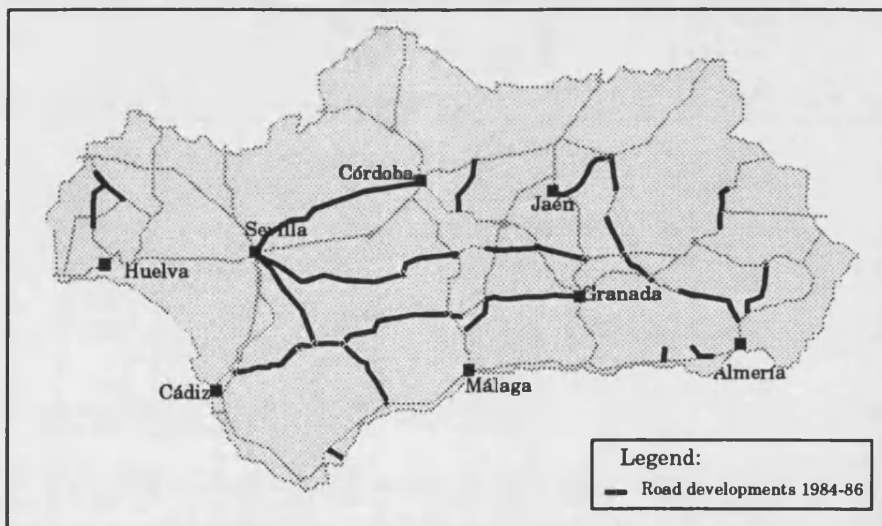 Córdoba
Jaén
Sevilla
Huelva
Granada
Cádiz
Málaga
Almería
Legend:
Road developments 1984-86